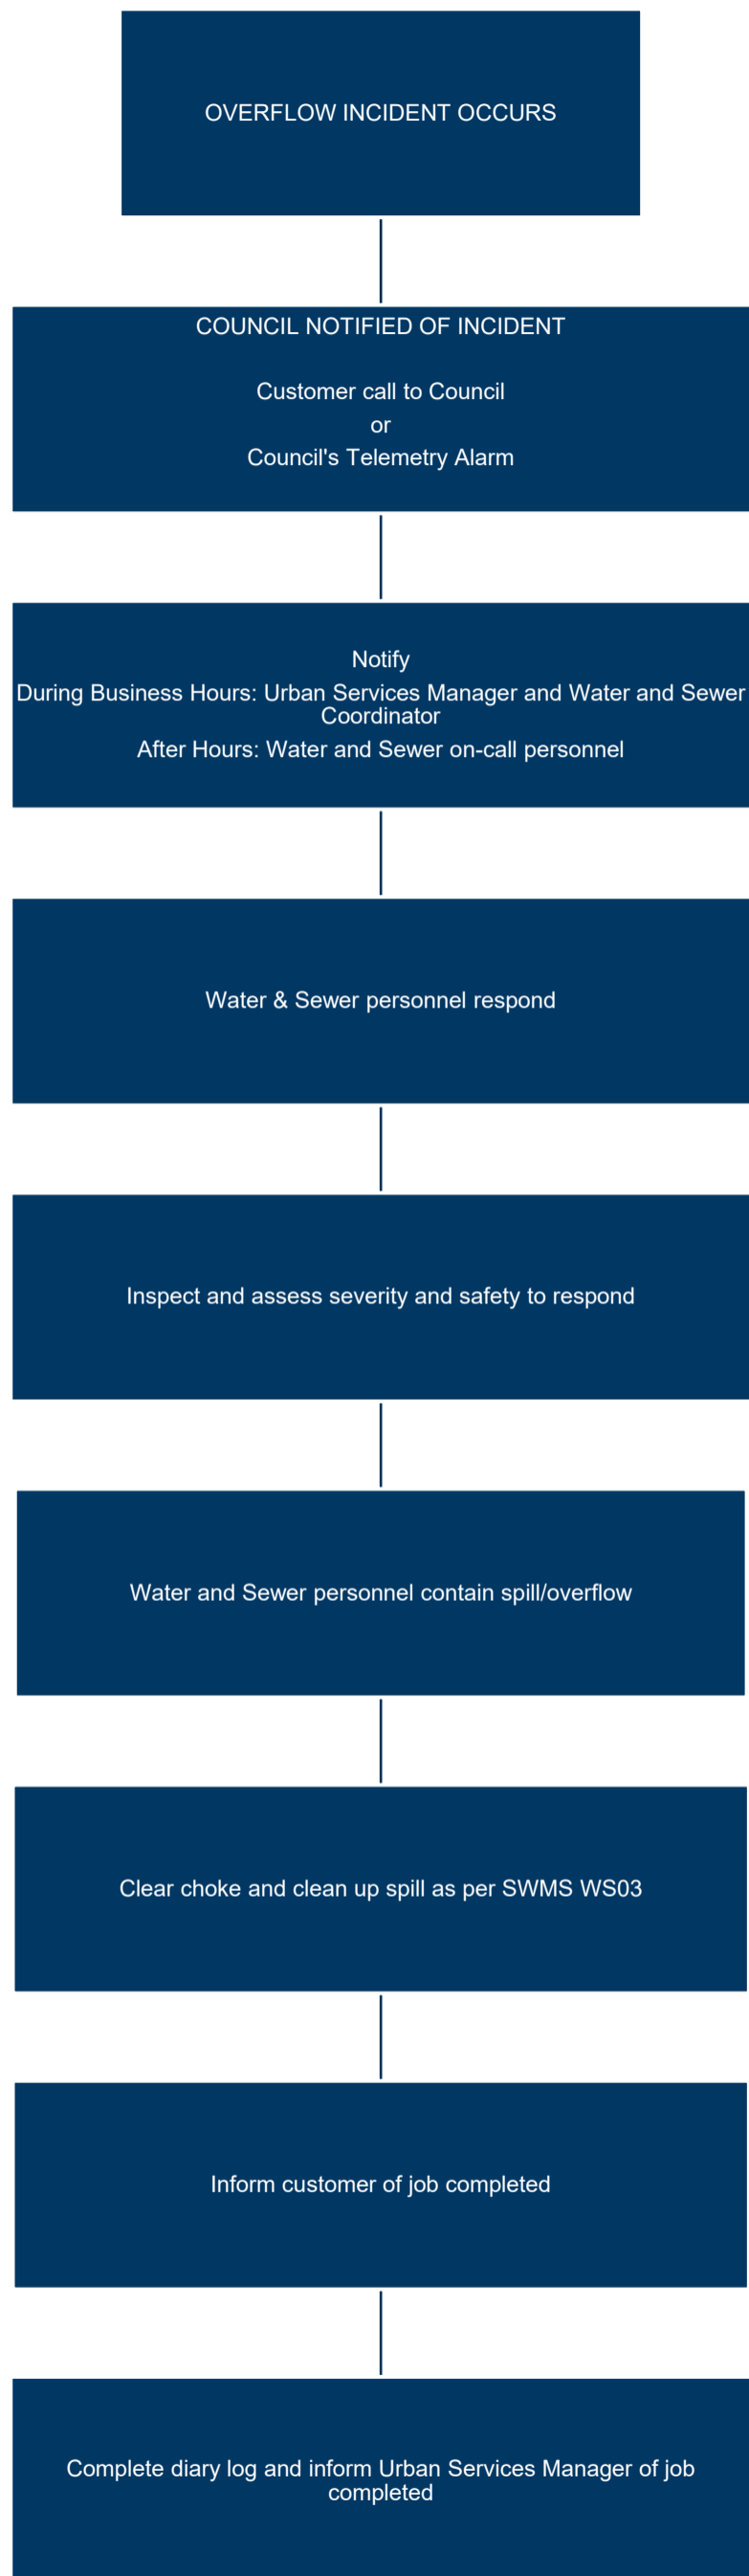 OVERFLOW INCIDENT OCCURS
COUNCIL NOTIFIED OF INCIDENT
Customer call to Council
or
Council's Telemetry Alarm
Notify
During Business Hours: Urban Services Manager and Water and Sewer
Coordinator
After Hours: Water and Sewer on-call personnel
Water & Sewer personnel respond
Inspect and assess severity and safety to respond
Water and Sewer personnel contain spill/overflow
Clear choke and clean up spill as per SWMS WS03
Inform customer of job completed
Complete diary log and inform Urban Services Manager of job
completed